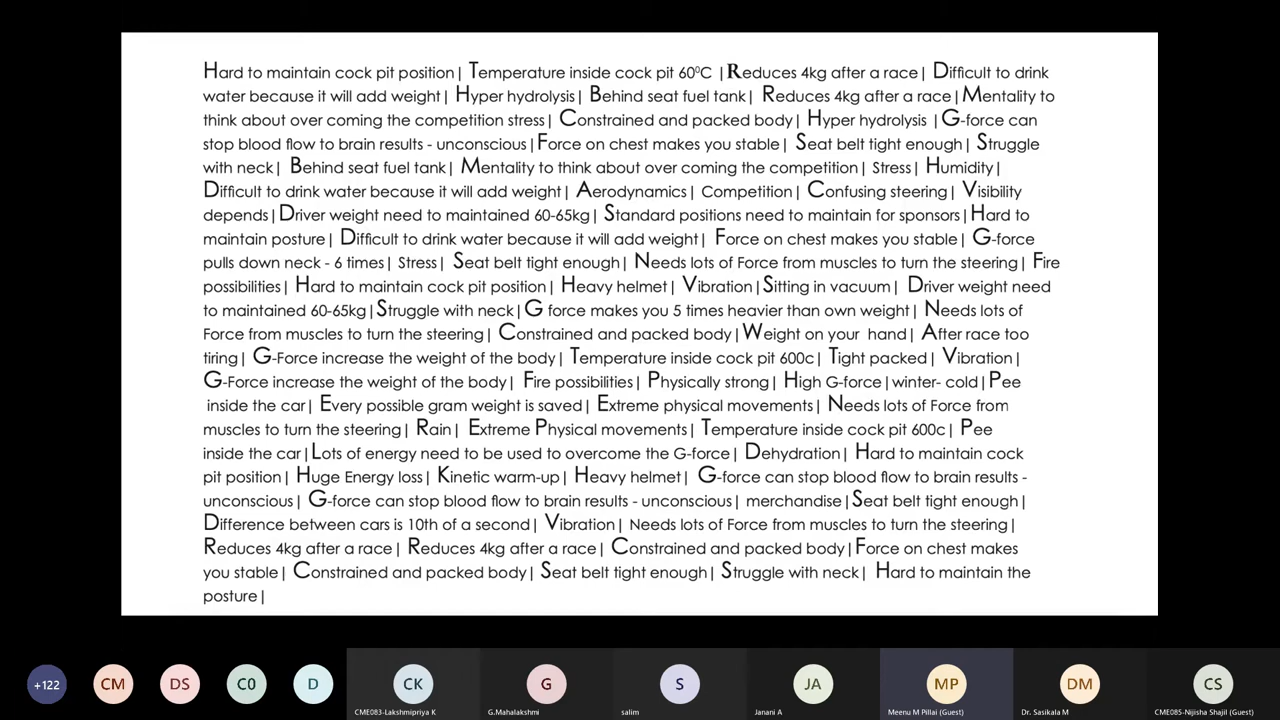 Hard to maintain cock pit position| Temperature inside cock pit 60⁰C |Reduces 4kg after a race| Difficult to drink
water because it will add weight| Hyper hydrolysis| Behind seat fuel tank| Reduces 4kg after a race|Mentality to
think about over coming the competition stress| Constrained and packed body| Hyper hydrolysis |G-force can
stop blood flow to brain results - unconscious|Force on chest makes you stable| Seat belt tight enough| Struggle
with neck| Behind seat fuel tank| Mentality to think about over coming the competition| Stress| Humidity|
Difficult to drink water because it will add weight| Aerodynamics| Competition| Confusing steering| Visibility
depends|Driver weight need to maintained 60-65kg| Standard positions need to maintain for sponsors|Hard to
maintain posture| Difficult to drink water because it will add weight| Force on chest makes you stable| G-force
pulls down neck - 6 times| Stress| Seat belt tight enough| Needs lots of Force from muscles to turn the steering| Fire
possibilities| Hard to maintain cock pit position| Heavy helmet| Vibration|Sitting in vacuum| Driver weight need
to maintained 60-65kg|Struggle with neck|G force makes you 5 times heavier than own weight| Needs lots of
Force from muscles to turn the steering| Constrained and packed body|Weight on your hand| After race too
tiring| G-Force increase the weight of the body| Temperature inside cock pit 600c| Tight packed| Vibration|
G-Force increase the weight of the body| Fire possibilities| Physically strong| High G-force|winter- cold|Pee
inside the car| Every possible gram weight is saved| Extreme physical movements| Needs lots of Force from
muscles to turn the steering| Rain| Extreme Physical movements| Temperature inside cock pit 600c| Pee
inside the car|Lots of energy need to be used to overcome the G-force| Dehydration| Hard to maintain cock
pit position| Huge Energy loss| Kinetic warm-up| Heavy helmet| G-force can stop blood flow to brain results -
unconscious| G-force can stop blood flow to brain results - unconscious| merchandise|Seat belt tight enough|
Difference between cars is 10th of a second| Vibration| Needs lots of Force from muscles to turn the steering|
Reduces 4kg after a race| Reduces 4kg after a race| Constrained and packed body|Force on chest makes
you stable| Constrained and packed body| Seat belt tight enough| Struggle with neck| Hard to maintain the
posture|
+122 CM DS C0 D CK G S JA MP DM CS
CME083-Lakshmipriya K G.Mahalakshmi salim Janani A Meenu M Pillai (Guest) Dr. Sasikala M CME085-Nijisha Shajil (Guest)